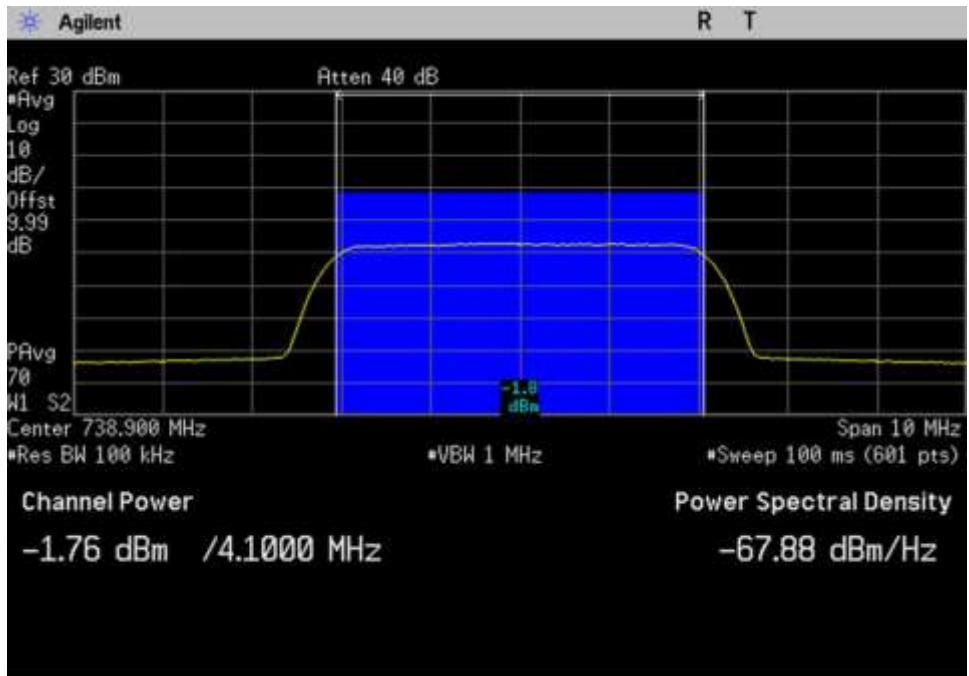 Agilent R T
Ref 30 dBm Atten 40 dB
#Avg
Log
10
dB/
Offst
9.99
dB
-1.8
dBm
PAvg
70
W1 S2
Center 738.900 MHz Span 10 MHz
#Res BW 100 kHz #VBW 1 MHz #Sweep 100 ms (601 pts)
Channel Power Power Spectral Density
-1.76 dBm /4.1000 MHz -67.88 dBm/Hz